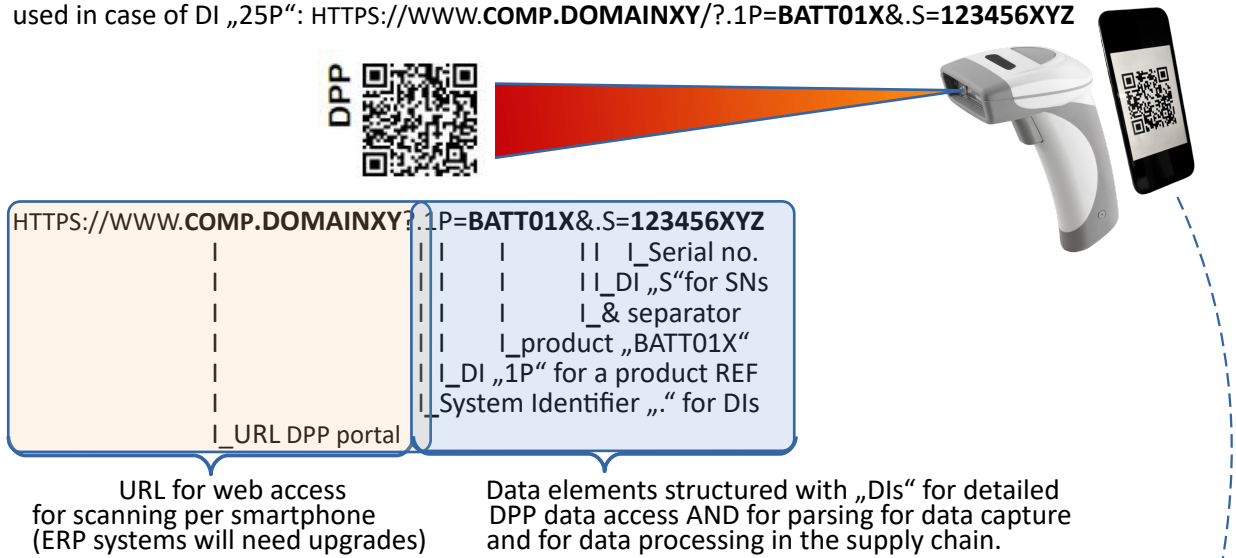 used in case of DI „25P“: HTTPS://WWW.COMP.DOMAINXY/?.1P=BATT01X&.S=123456XYZ
DPP
HTTPS://WWW.COMP.DOMAINXY?.1P=BATT01X&.S=123456XYZ
I I I I I I I_Serial no.
I I I I I I_DI „S“for SNs
I I I I I_& separator
I I I I_product „BATT01X“
I I I_DI „1P“ for a product REF
I I_System Identifier „.“ for DIs
I_URL DPP portal
URL for web access
for scanning per smartphone
(ERP systems will need upgrades)
Data elements structured with „DIs“ for detailed
DPP data access AND for parsing for data capture
and for data processing in the supply chain.